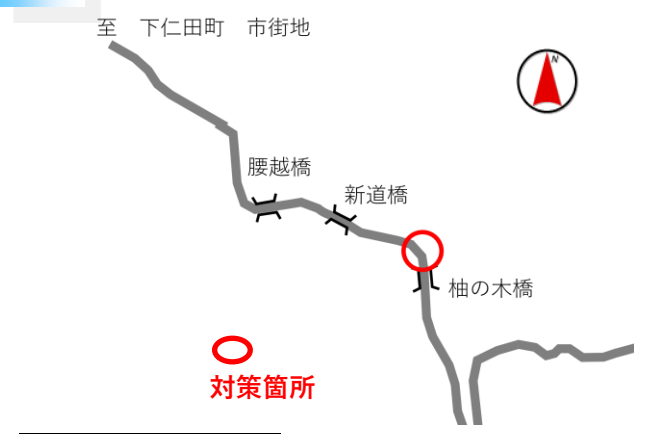 至　下仁田町　市街地
N
腰越橋
新道橋
柚の木橋
対策箇所